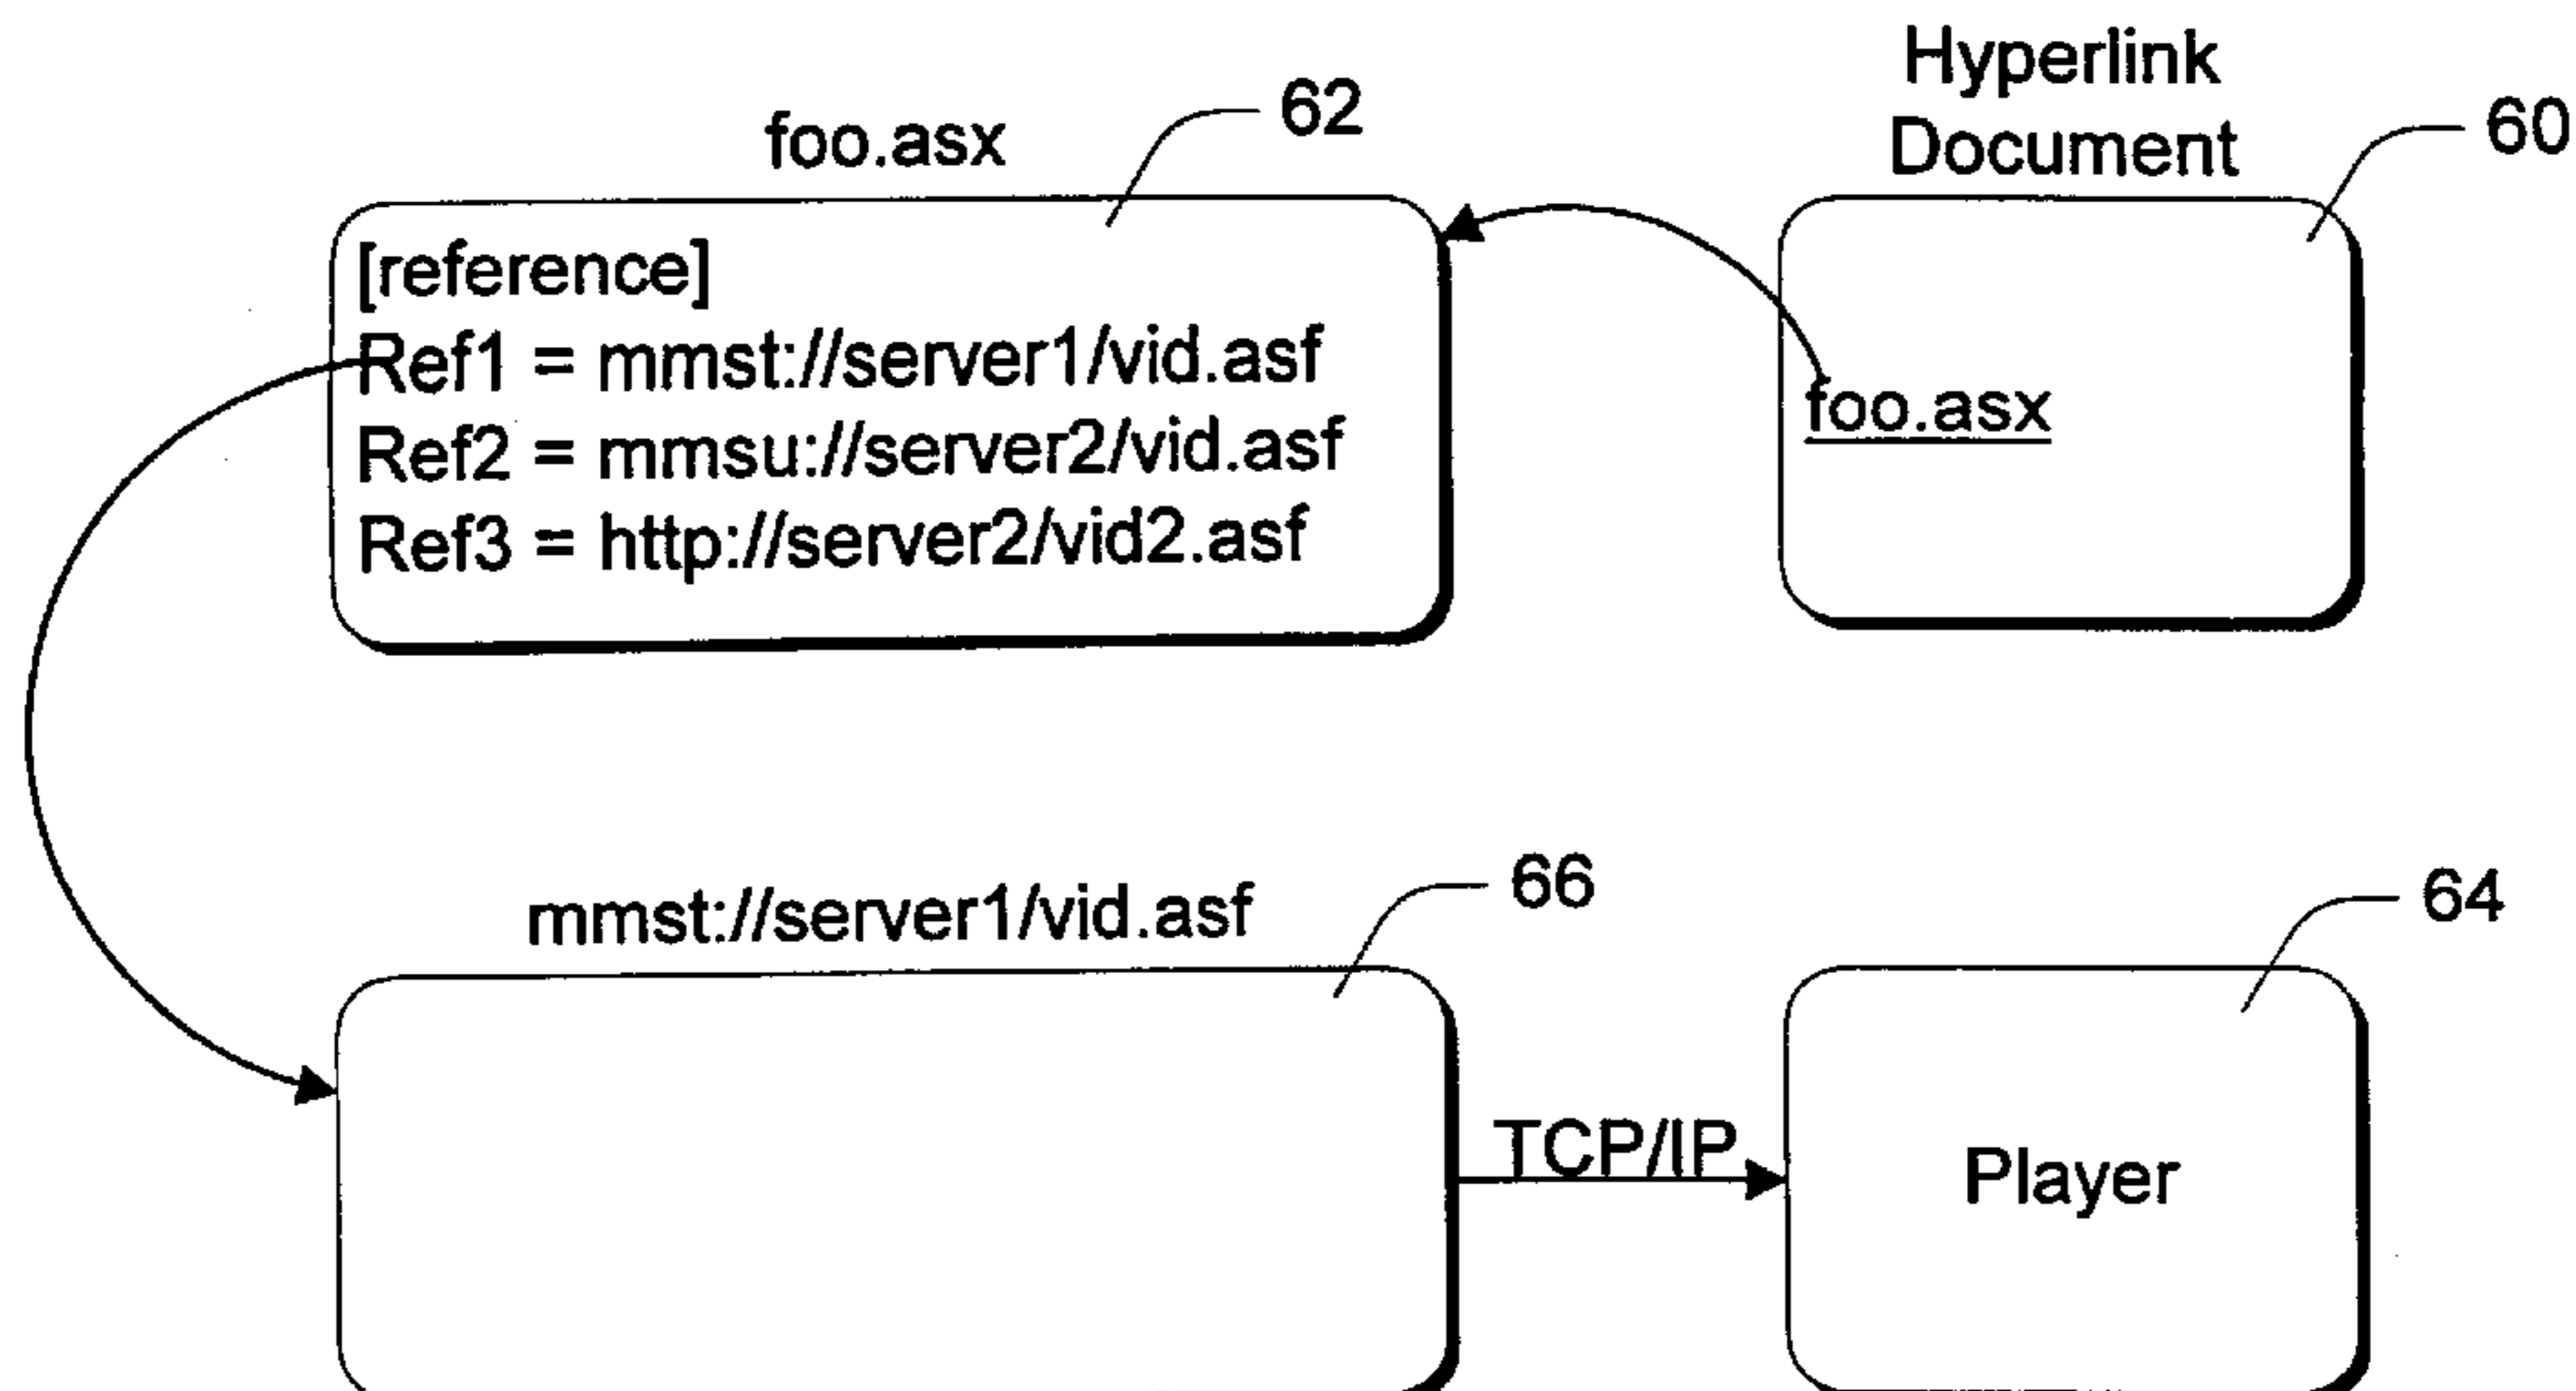 foo.asx
62
[reference]
Ref1 = mmst://server1/vid.asf
Ref2 = mmsu://server2/vid.asf
Ref3 = http://server2/vid2.asf
Hyperlink
Document
60
foo.asx
mmst://server1/vid.asf
66
TCP/IP
64
Player